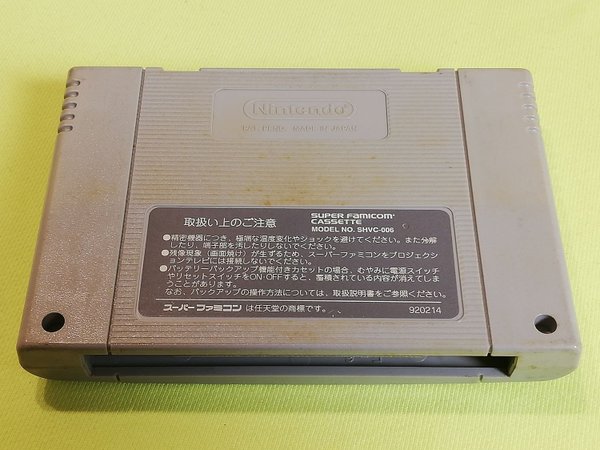 Nintendo
PAT. PEND. MADE IN JAPAN
取扱い上のご注意
SUPER FAMICOM
CASSETTE
MODEL NO. SHVC-006
●精密機器につき、極端な温度変化やショックを避けてください。また分解
したり、端子部を汚したりしないでください。
●残像現象（画面焼け）が生ずるため、スーパーファミコンをプロジェクシ
ョンテレビには接続しないでください。
●バッテリーバックアップ機能付きカセットの場合、むやみに電源スイッチ
やリセットスイッチをON/OFFすると、蓄積されている内容が消えてしま
うことがあります。
なお、バックアップの操作方法については、取扱説明書をご参照ください。
スーパーファミコン は任天堂の商標です。
920214